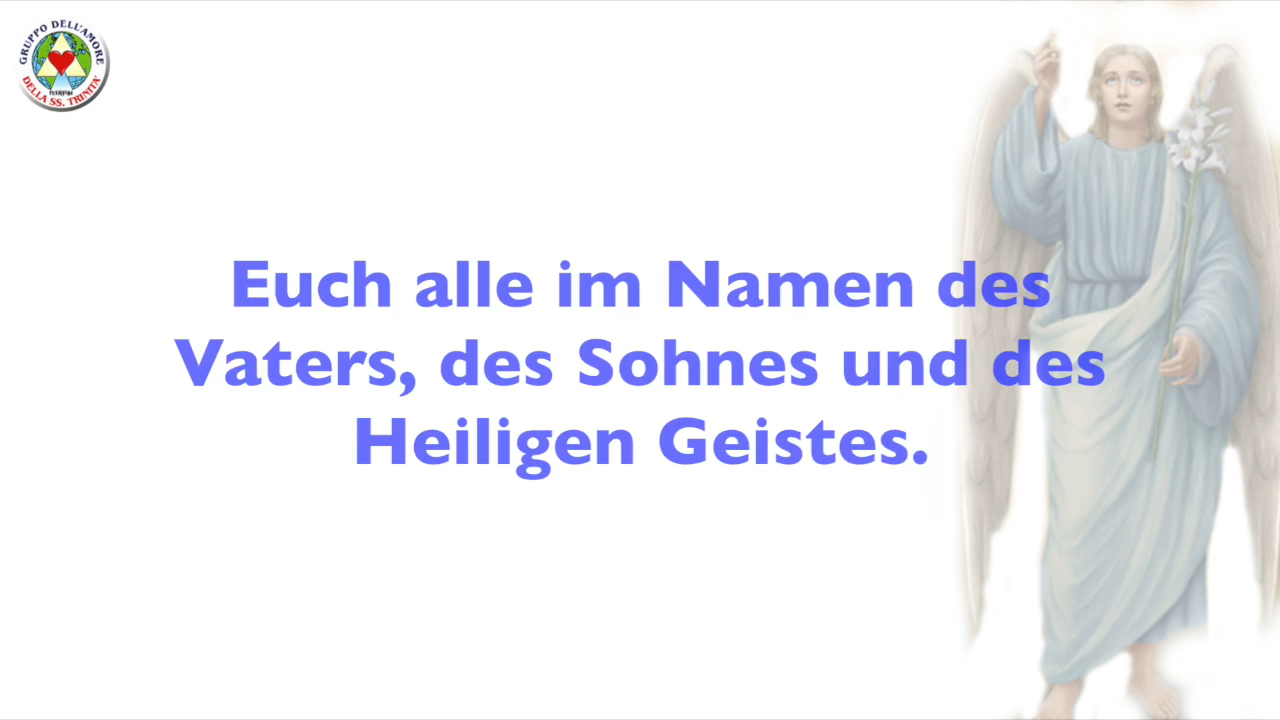 GRUPPO DELL'AMORE
DELLA SS. TRINITA'
Euch alle im Namen des
Vaters, des Sohnes und des
Heiligen Geistes.